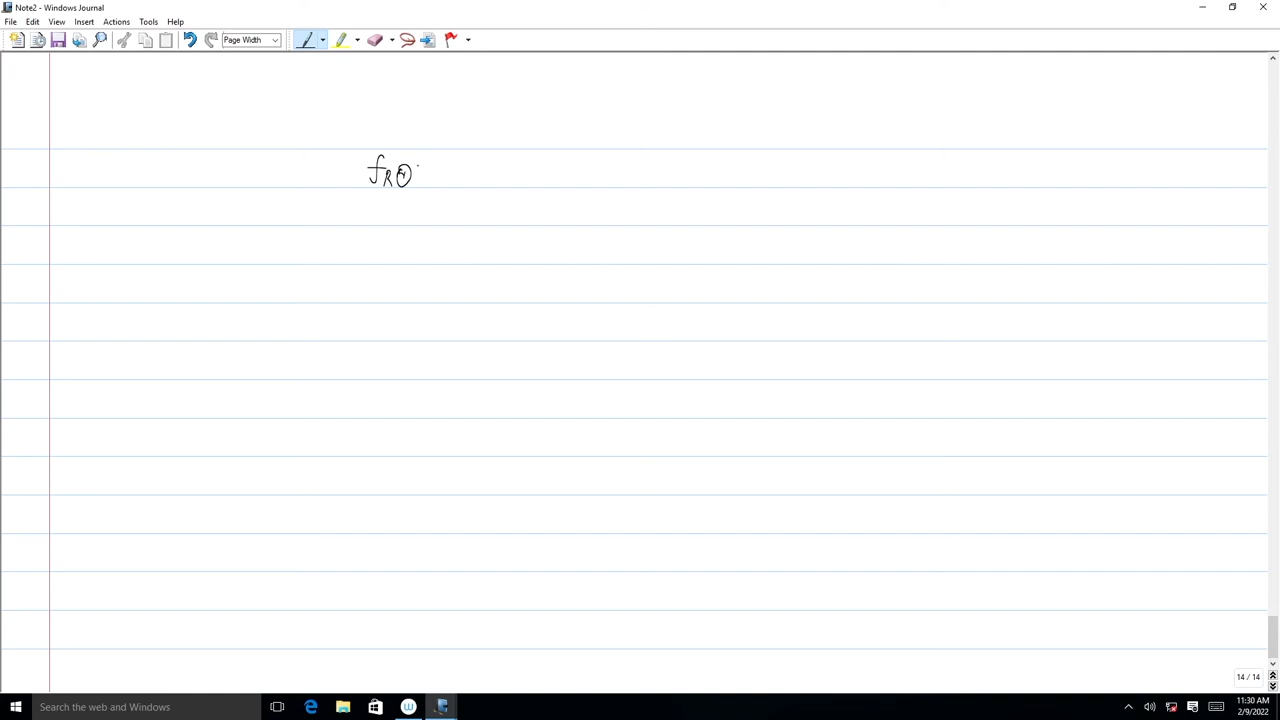 Note2 - Windows Journal
File Edit View Insert Actions Tools Help
Page Width
14 / 14
Search the web and Windows
11:30 AM
2/9/2022